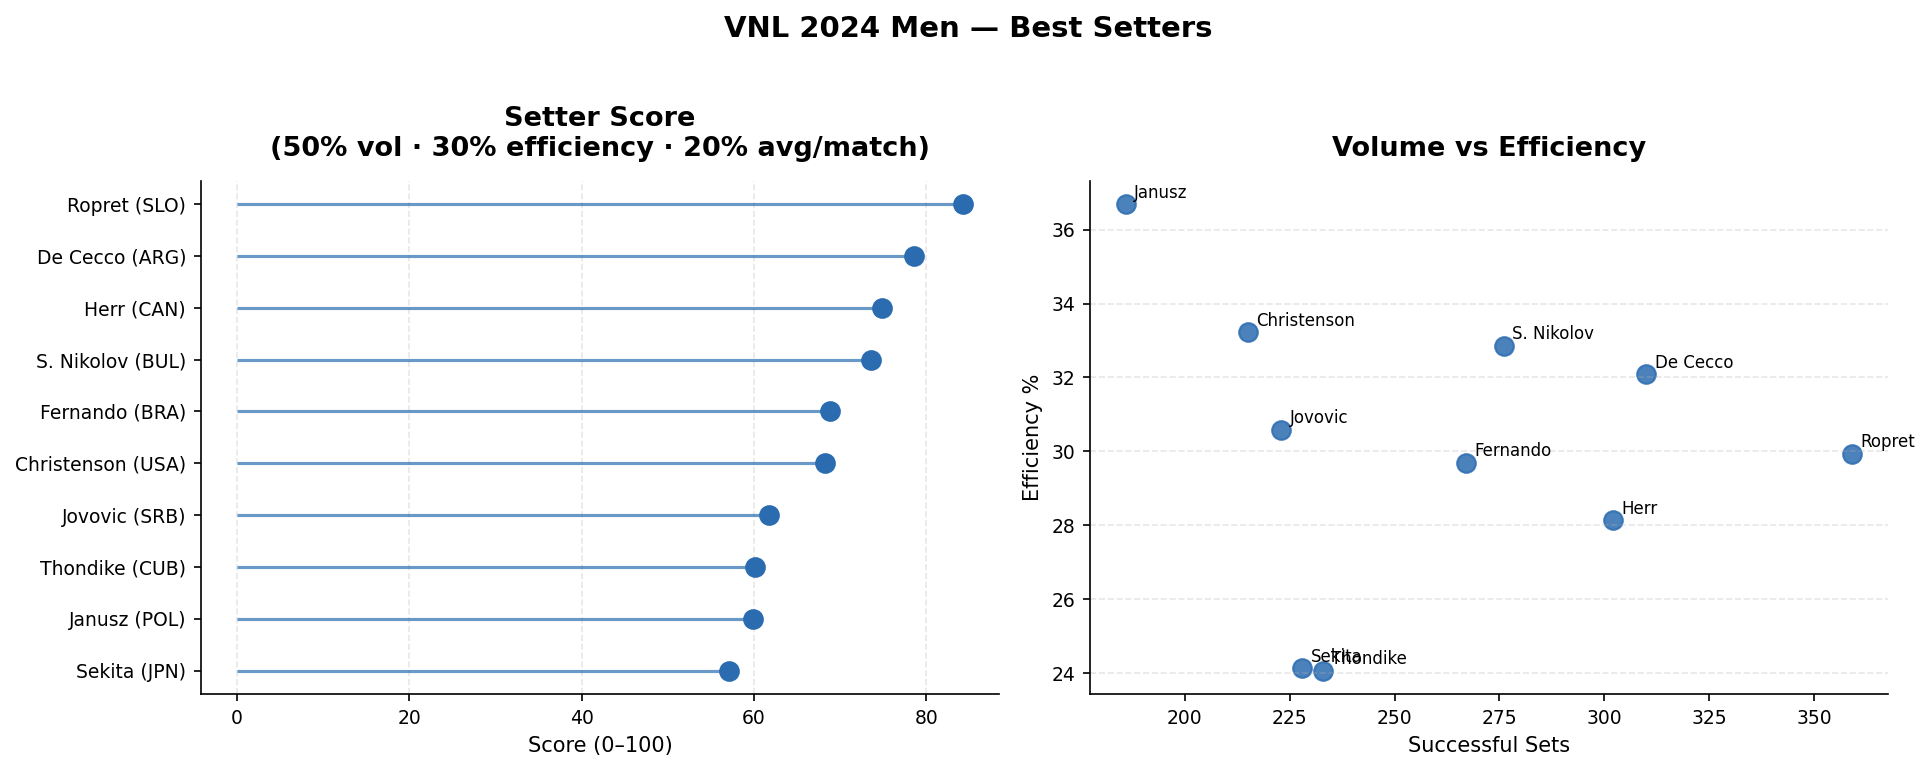 VNL 2024 Men — Best Setters
Setter Score
(50% vol · 30% efficiency · 20% avg/match)
Ropret (SLO)
De Cecco (ARG)
Herr (CAN)
S. Nikolov (BUL)
Fernando (BRA)
Christenson (USA)
Jovovic (SRB)
Thondike (CUB)
Janusz (POL)
Sekita (JPN)
0 20 40 60 80
Score (0–100)
Volume vs Efficiency
Efficiency %
36
34
32
30
28
26
24
Janusz
Christenson
S. Nikolov
De Cecco
Jovovic
Ropret
Fernando
Herr
Sekita
Thondike
200 225 250 275 300 325 350
Successful Sets